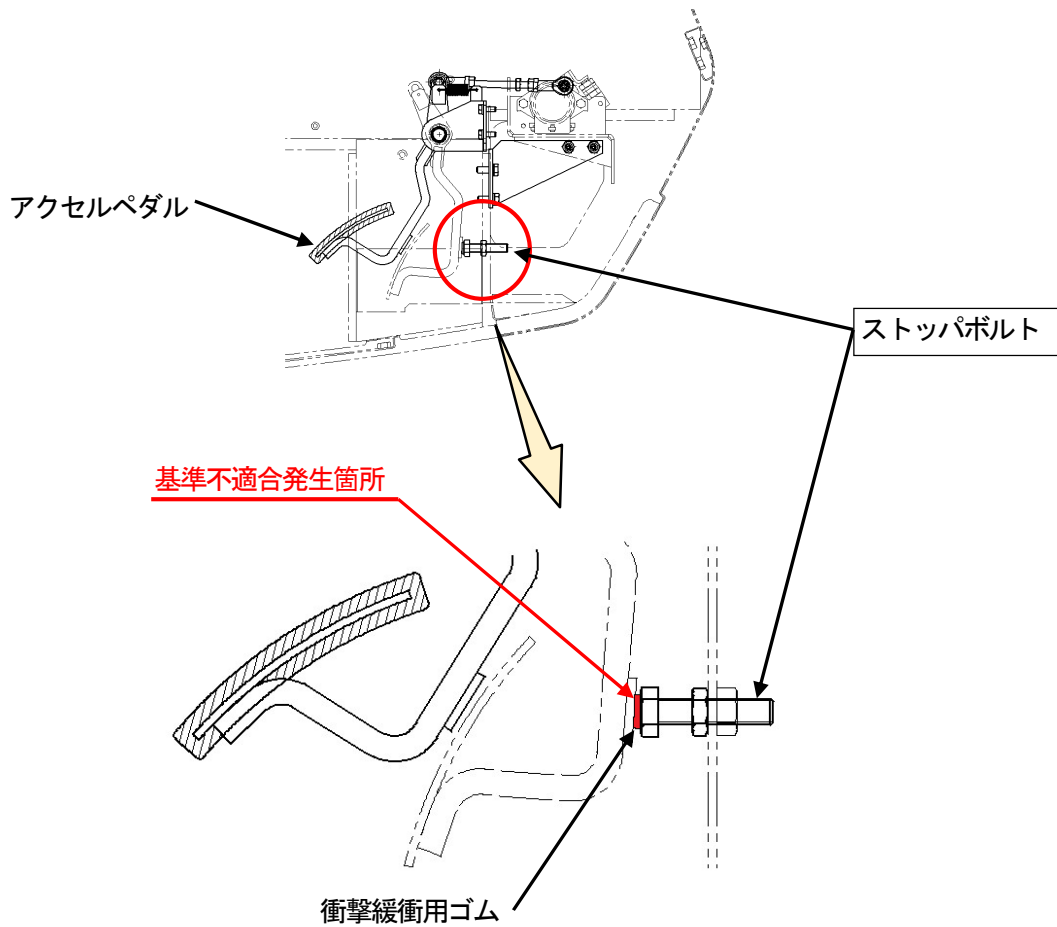 アクセルペダル
ストッパボルト
基準不適合発生箇所
衝撃緩衝用ゴム